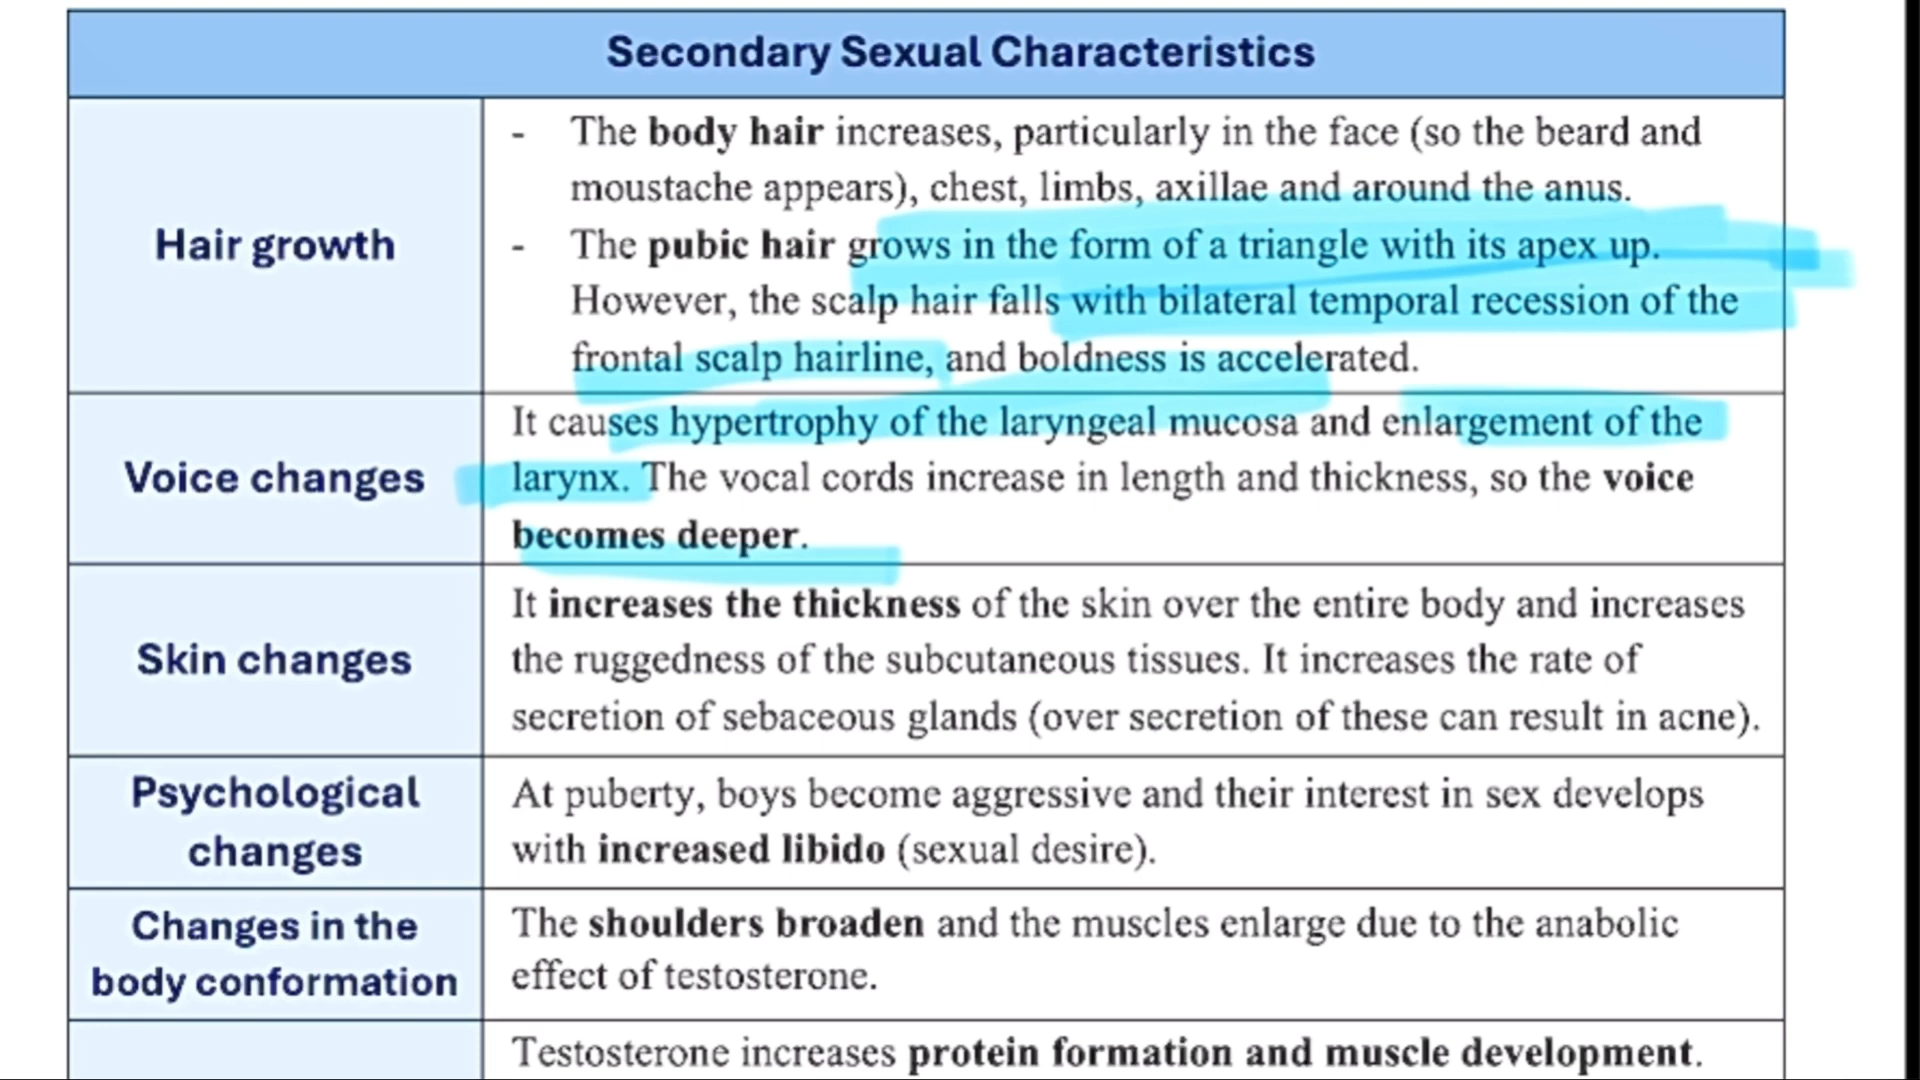 Secondary Sexual Characteristics
Hair growth
- The body hair increases, particularly in the face (so the beard and
moustache appears), chest, limbs, axillae and around the anus.
- The pubic hair grows in the form of a triangle with its apex up.
However, the scalp hair falls with bilateral temporal recession of the
frontal scalp hairline, and boldness is accelerated.
Voice changes
It causes hypertrophy of the laryngeal mucosa and enlargement of the
larynx. The vocal cords increase in length and thickness, so the voice
becomes deeper.
Skin changes
It increases the thickness of the skin over the entire body and increases
the ruggedness of the subcutaneous tissues. It increases the rate of
secretion of sebaceous glands (over secretion of these can result in acne).
Psychological
changes
At puberty, boys become aggressive and their interest in sex develops
with increased libido (sexual desire).
Changes in the
body conformation
The shoulders broaden and the muscles enlarge due to the anabolic
effect of testosterone.
Testosterone increases protein formation and muscle development.